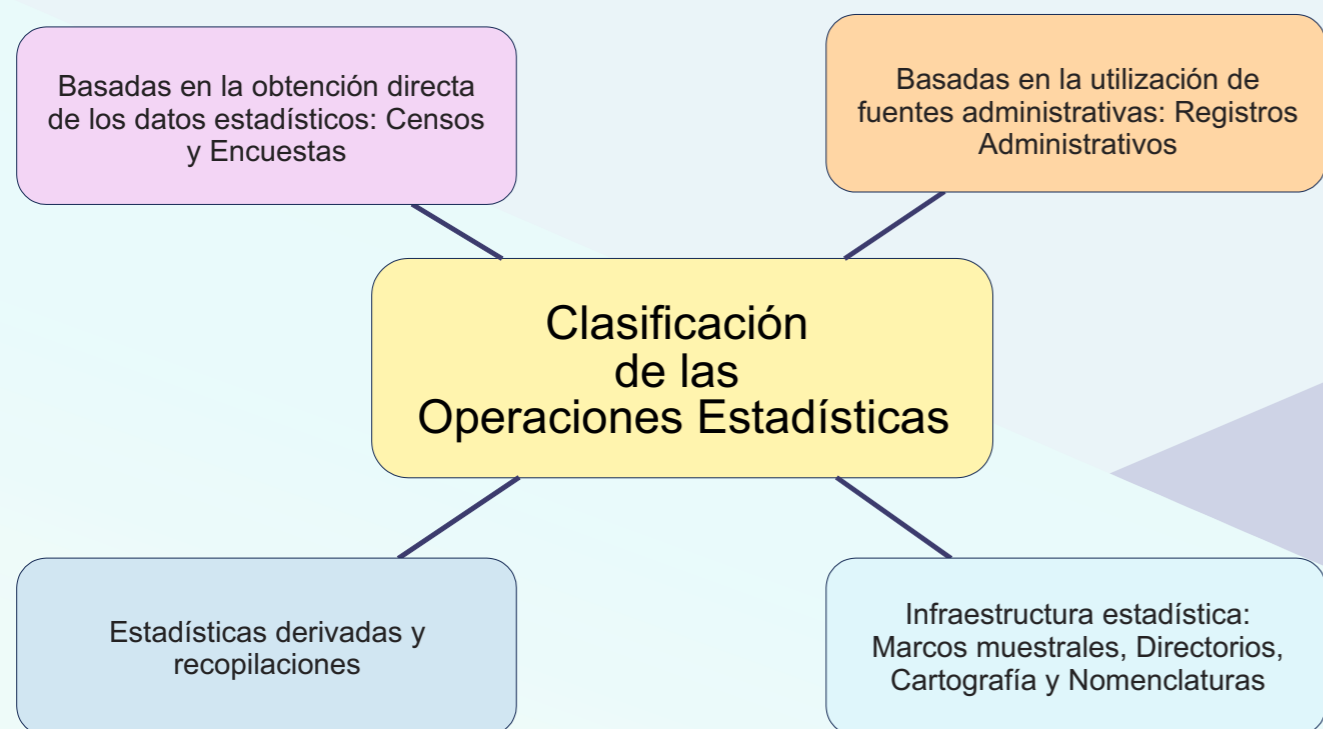 Basadas en la obtención directa
de los datos estadísticos: Censos
y Encuestas
Basadas en la utilización de
fuentes administrativas: Registros
Administrativos
Clasificación
de las
Operaciones Estadísticas
Estadísticas derivadas y
recopilaciones
Infraestructura estadística:
Marcos muestrales, Directorios,
Cartografía y Nomenclaturas